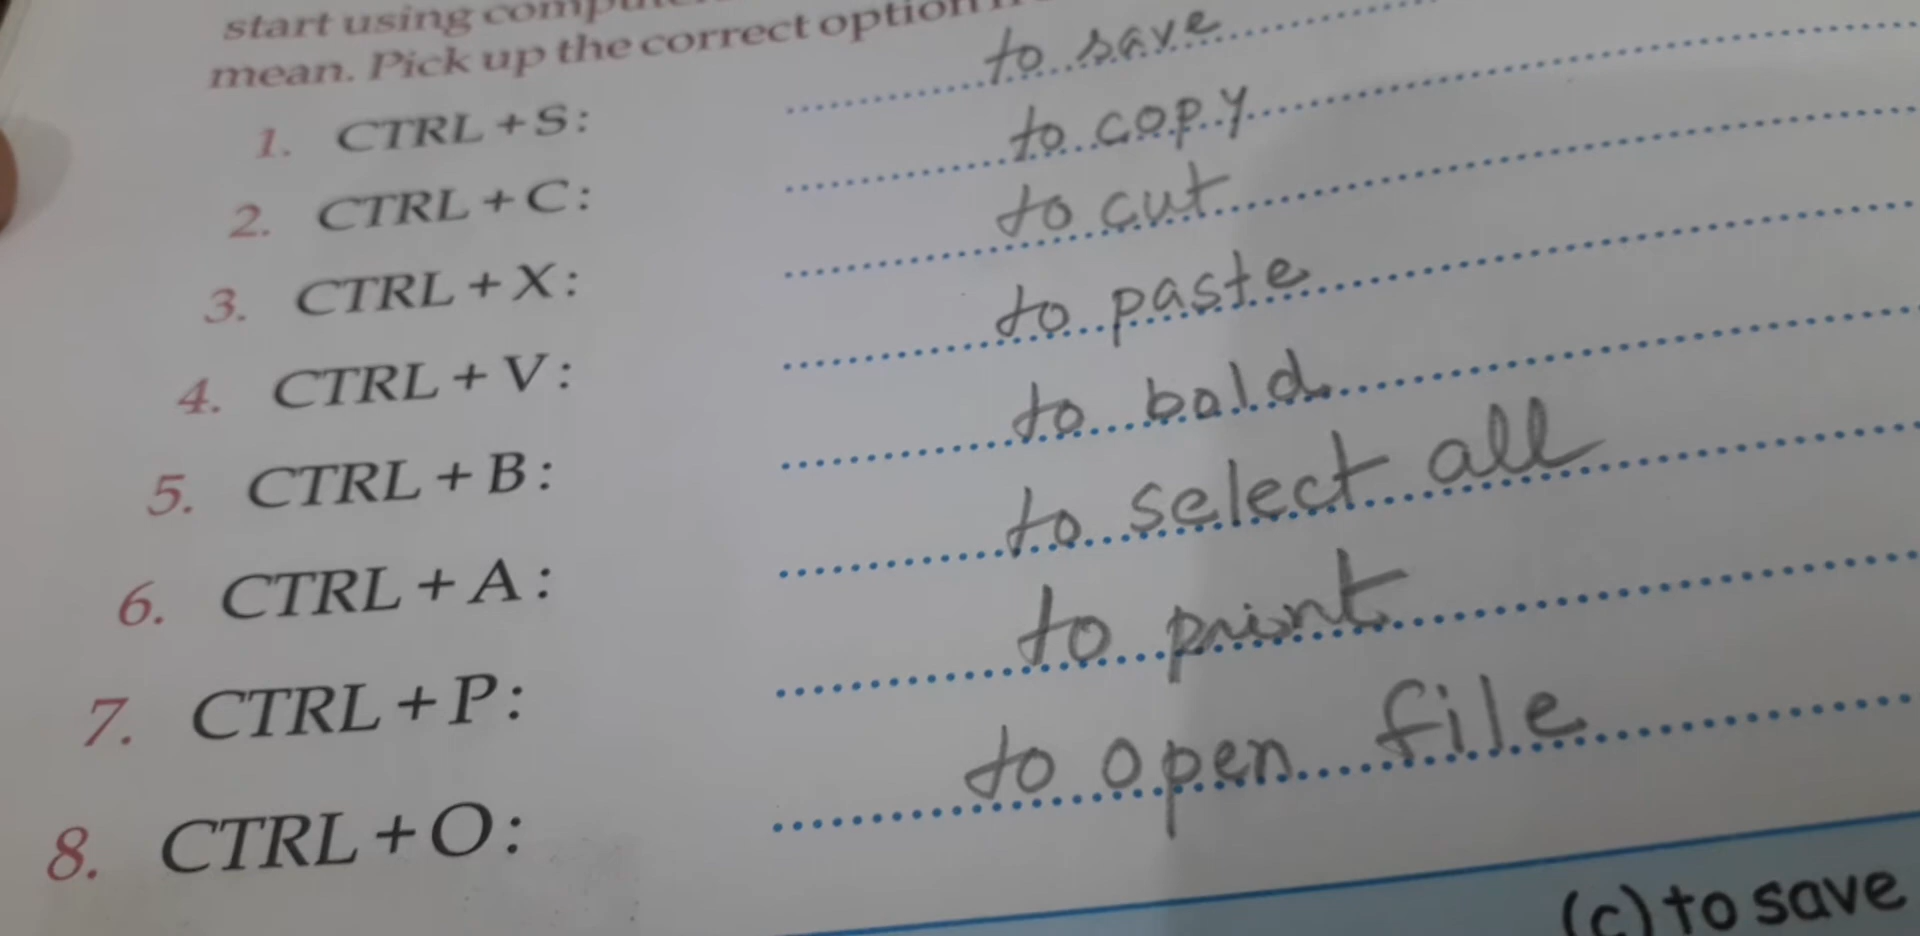 start using
mean. Pick up the correct option
1. CTRL + S: to save
2. CTRL + C: to copy
3. CTRL + X: to cut
4. CTRL + V: to paste
5. CTRL + B: to bold
6. CTRL + A: to select all
7. CTRL + P: to print
8. CTRL + O: to open file
(c) to save